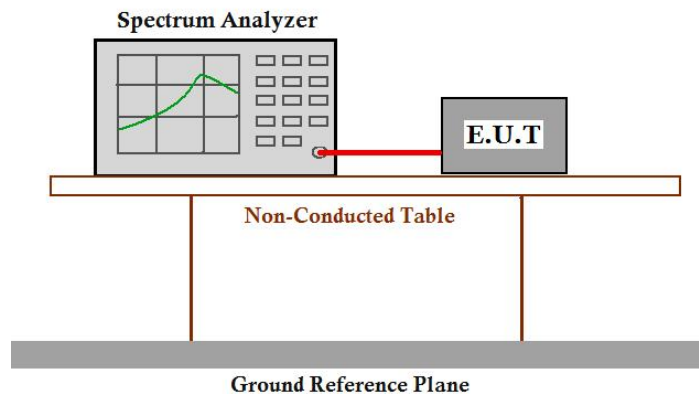 Spectrum Analyzer
E.U.T
Non-Conducted Table
Ground Reference Plane